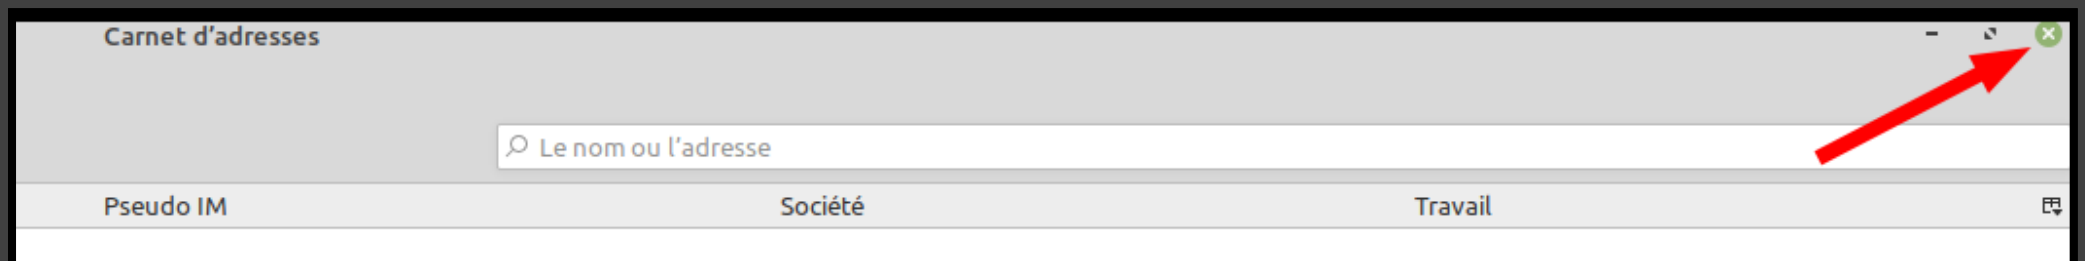 Carnet d'adresses
Le nom ou l'adresse
Pseudo IM Société Travail